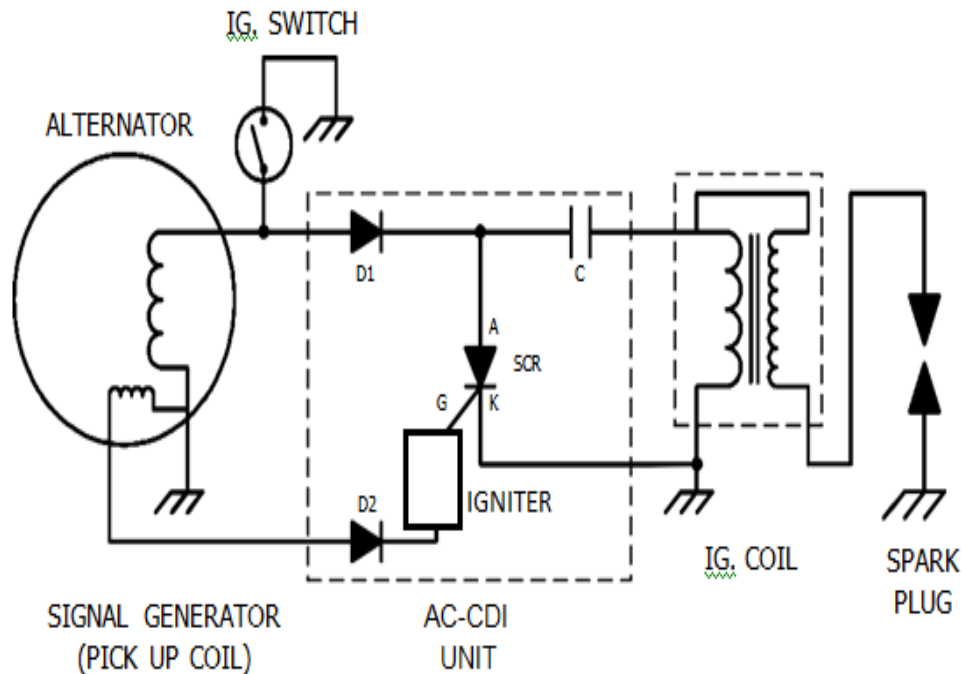 IG. SWITCH
ALTERNATOR
D1
C
A
SCR
G
K
D2
IGNITER
IG. COIL
SPARK
PLUG
SIGNAL GENERATOR
(PICK UP COIL)
AC-CDI
UNIT